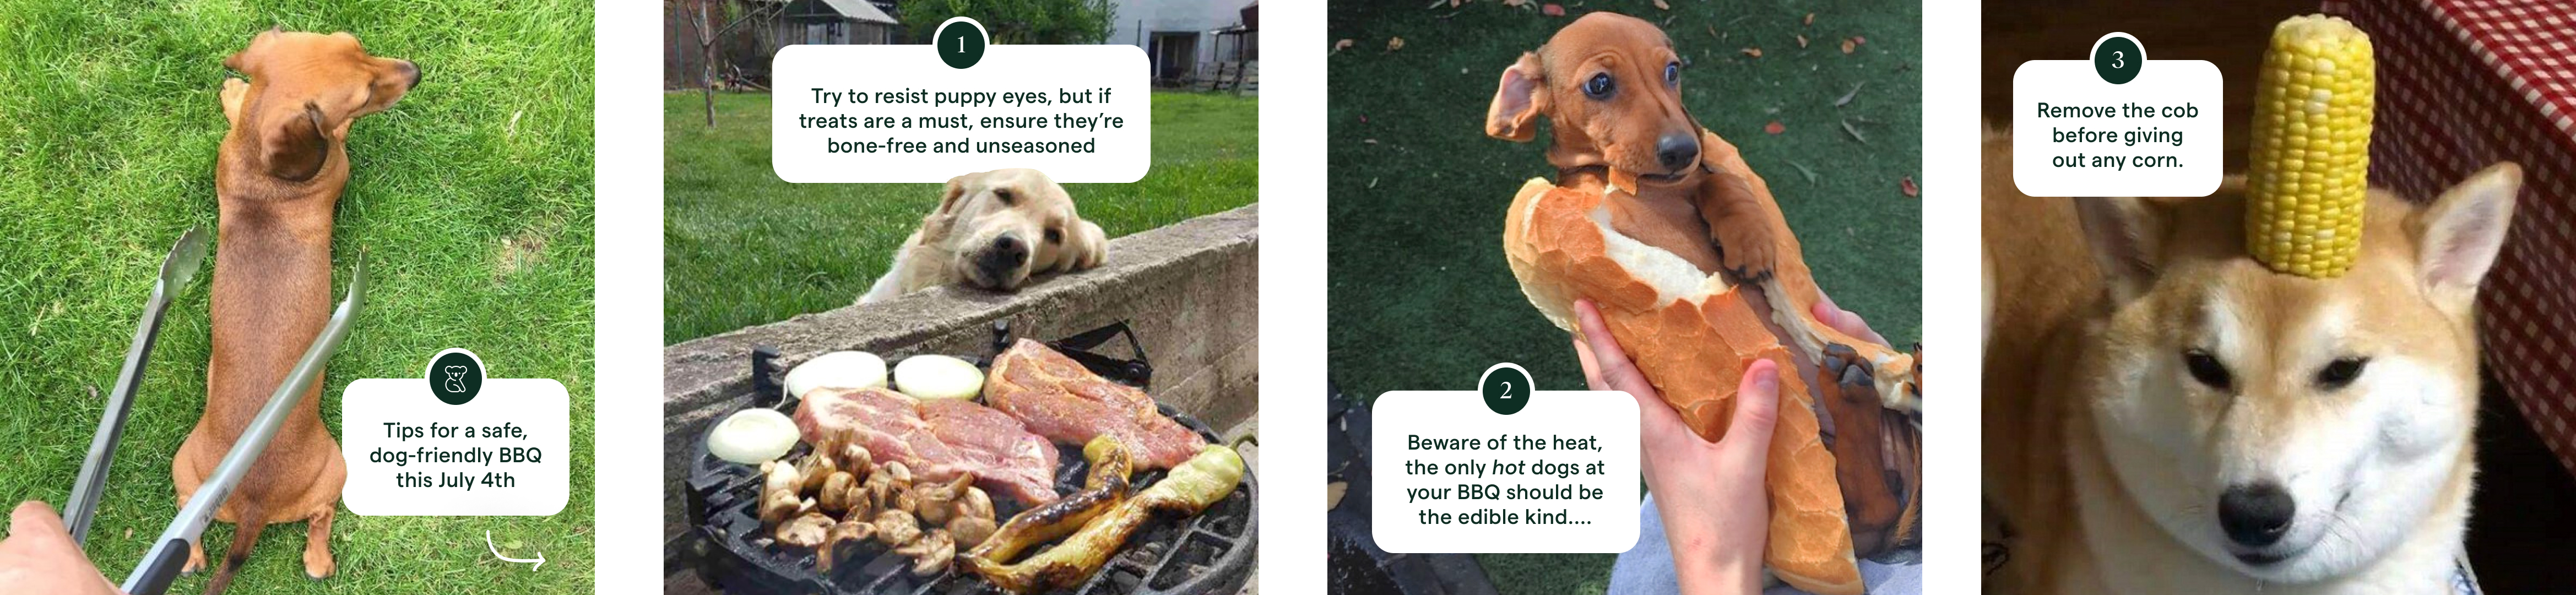 Tips for a safe,
dog-friendly BBQ
this July 4th
1
Try to resist puppy eyes, but if
treats are a must, ensure they’re
bone-free and unseasoned
2
Beware of the heat,
the only hot dogs at
your BBQ should be
the edible kind....
3
Remove the cob
before giving
out any corn.